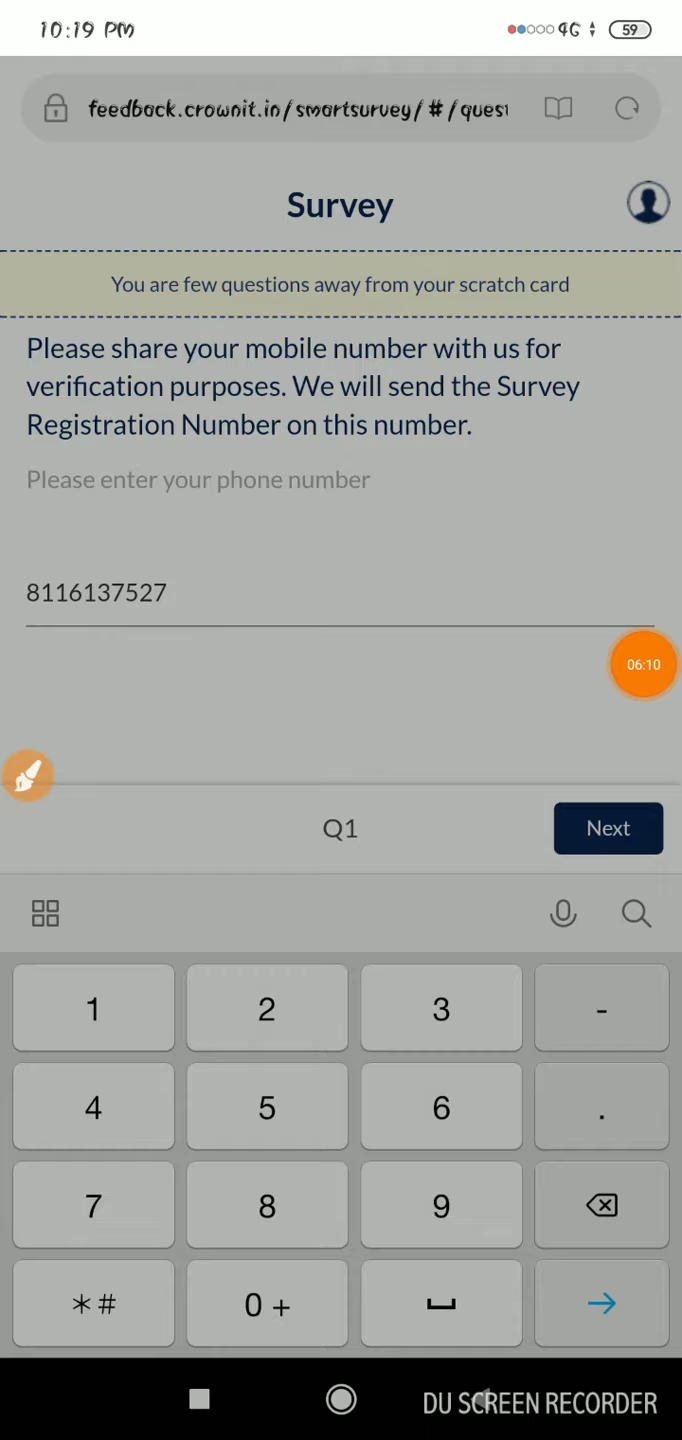 10:19 PM 4G 59
feedback.crownit.in/smartsurvey/#/quest
Survey
You are few questions away from your scratch card
Please share your mobile number with us for
verification purposes. We will send the Survey
Registration Number on this number.
Please enter your phone number
8116137527
06:10
Q1 Next
1 2 3 -
4 5 6 .
7 8 9
*# 0 +
DU SCREEN RECORDER